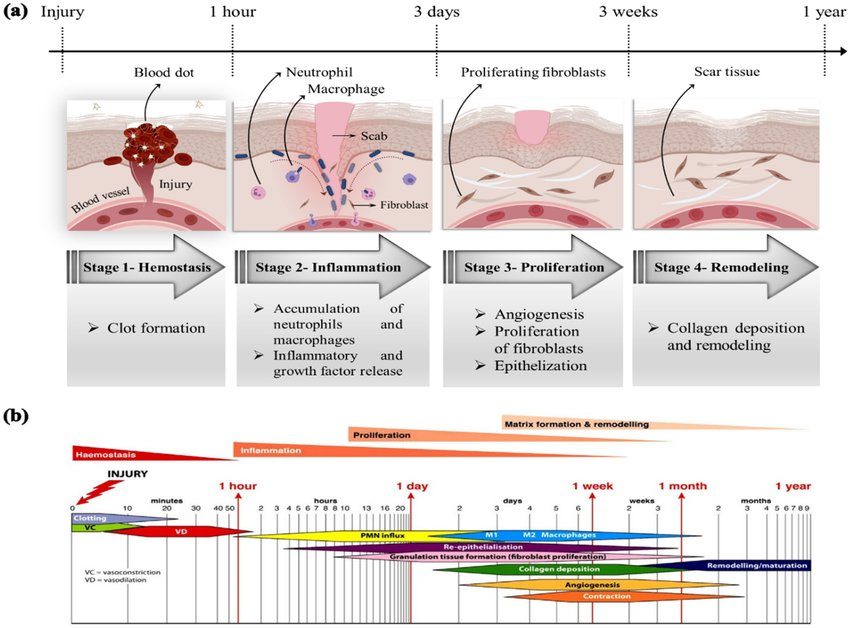 (a)
Injury 1 hour 3 days 3 weeks 1 year
Blood dot
Neutrophil
Macrophage
Proliferating fibroblasts
Scar tissue
Scab
Blood vessel
Injury
Fibroblast
Stage 1- Hemostasis
Stage 2- Inflammation
Stage 3- Proliferation
Stage 4- Remodeling
➢ Clot formation
➢ Accumulation of
neutrophils and
macrophages
➢ Inflammatory and
growth factor release
➢ Angiogenesis
➢ Proliferation
of fibroblasts
➢ Epithelization
➢ Collagen deposition
and remodeling
(b)
Matrix formation & remodelling
Proliferation
Haemostasis
Inflammation
INJURY
minutes 1 hour hours 1 day days 1 week weeks 1 month months 1 year
0 10 20 30 40 50 2 3 4 5 6 8 10 13 16 20 2 3 4 5 6 2 3 2 3 4 5 6 7 8 9
Clotting
VC
VD
PMN influx
M1 M2 Macrophages
Re-epithelialisation
Granulation tissue formation (fibroblast proliferation)
Collagen deposition
Remodelling/maturation
VC = vasoconstriction
VD = vasodilation
Angiogenesis
Contraction